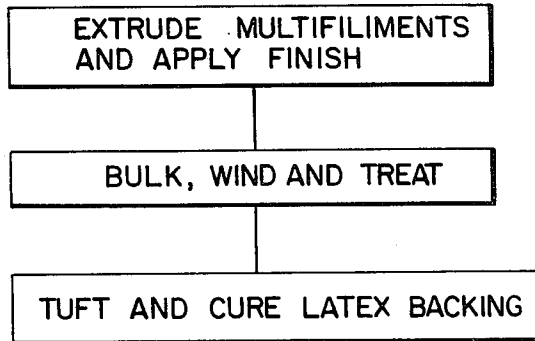 EXTRUDE MULTIFILIMENTS
AND APPLY FINISH
BULK, WIND AND TREAT
TUFT AND CURE LATEX BACKING